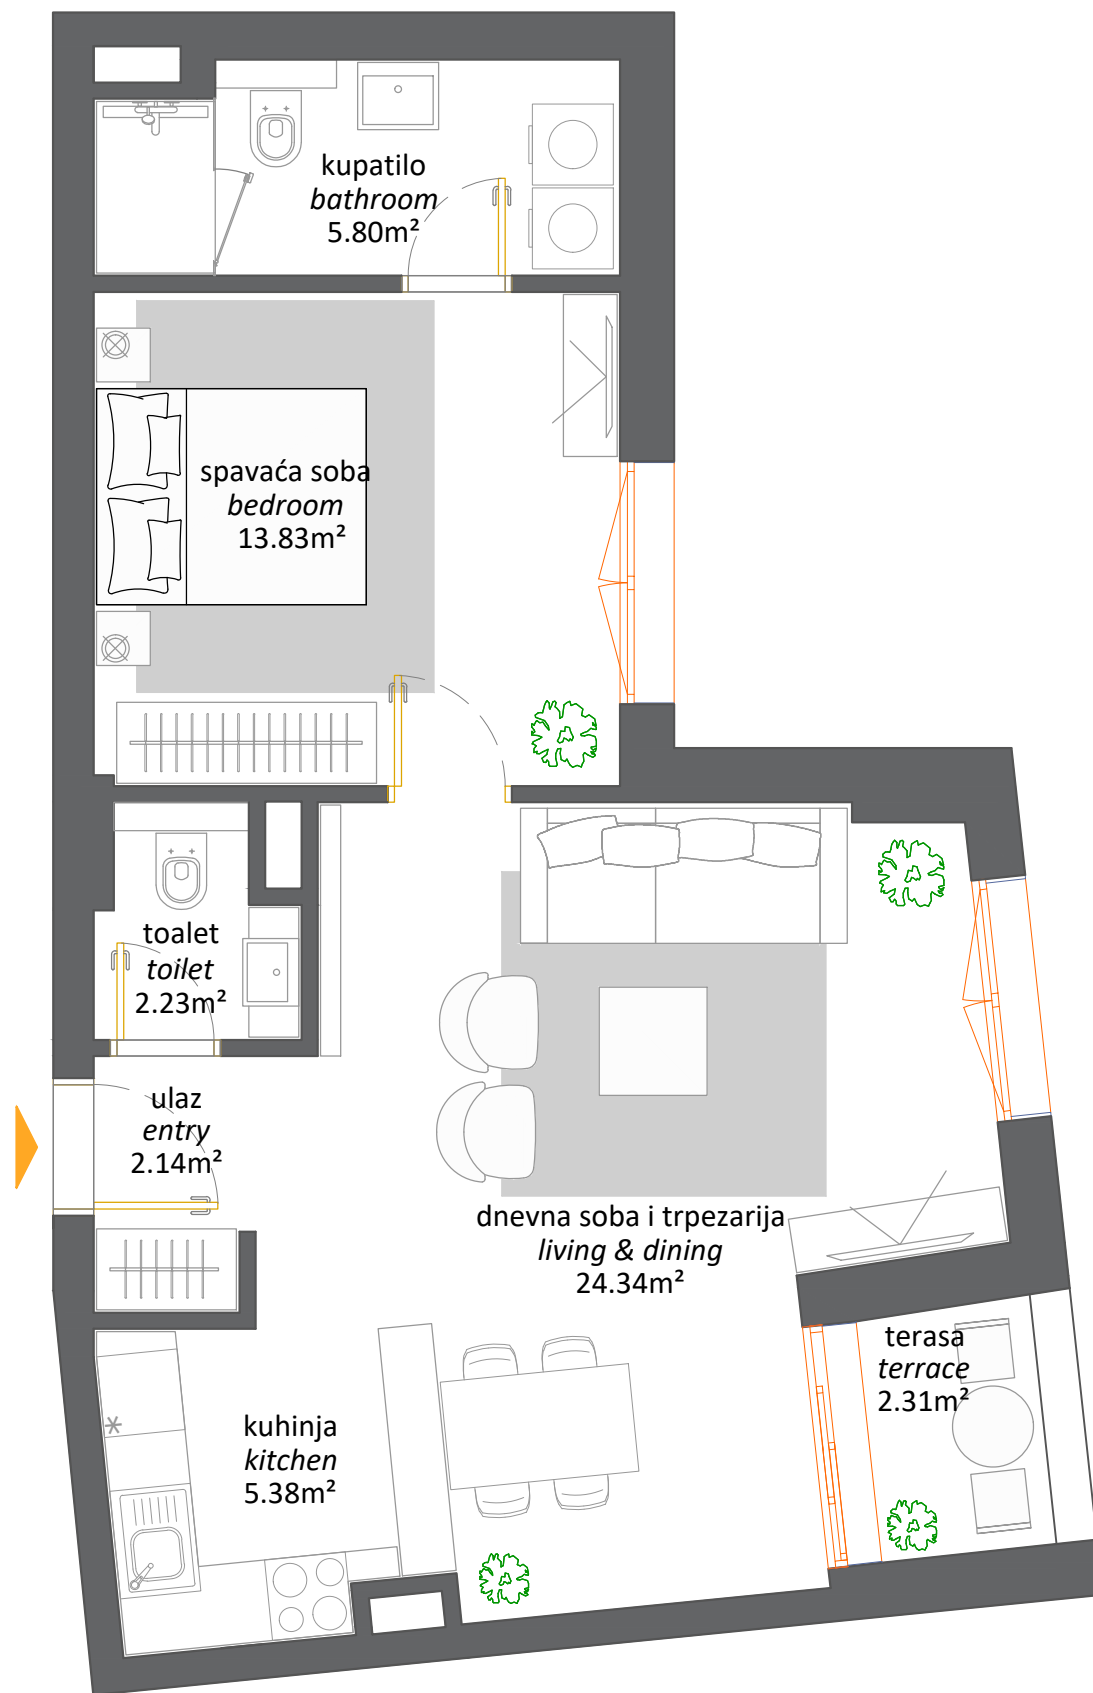 kupatilo
bathroom
5.80m²
spavaća soba
bedroom
13.83m²
toalet
toilet
2.23m²
ulaz
entry
2.14m²
dnevna soba i trpezarija
living & dining
24.34m²
terasa
terrace
2.31m²
kuhinja
kitchen
5.38m²